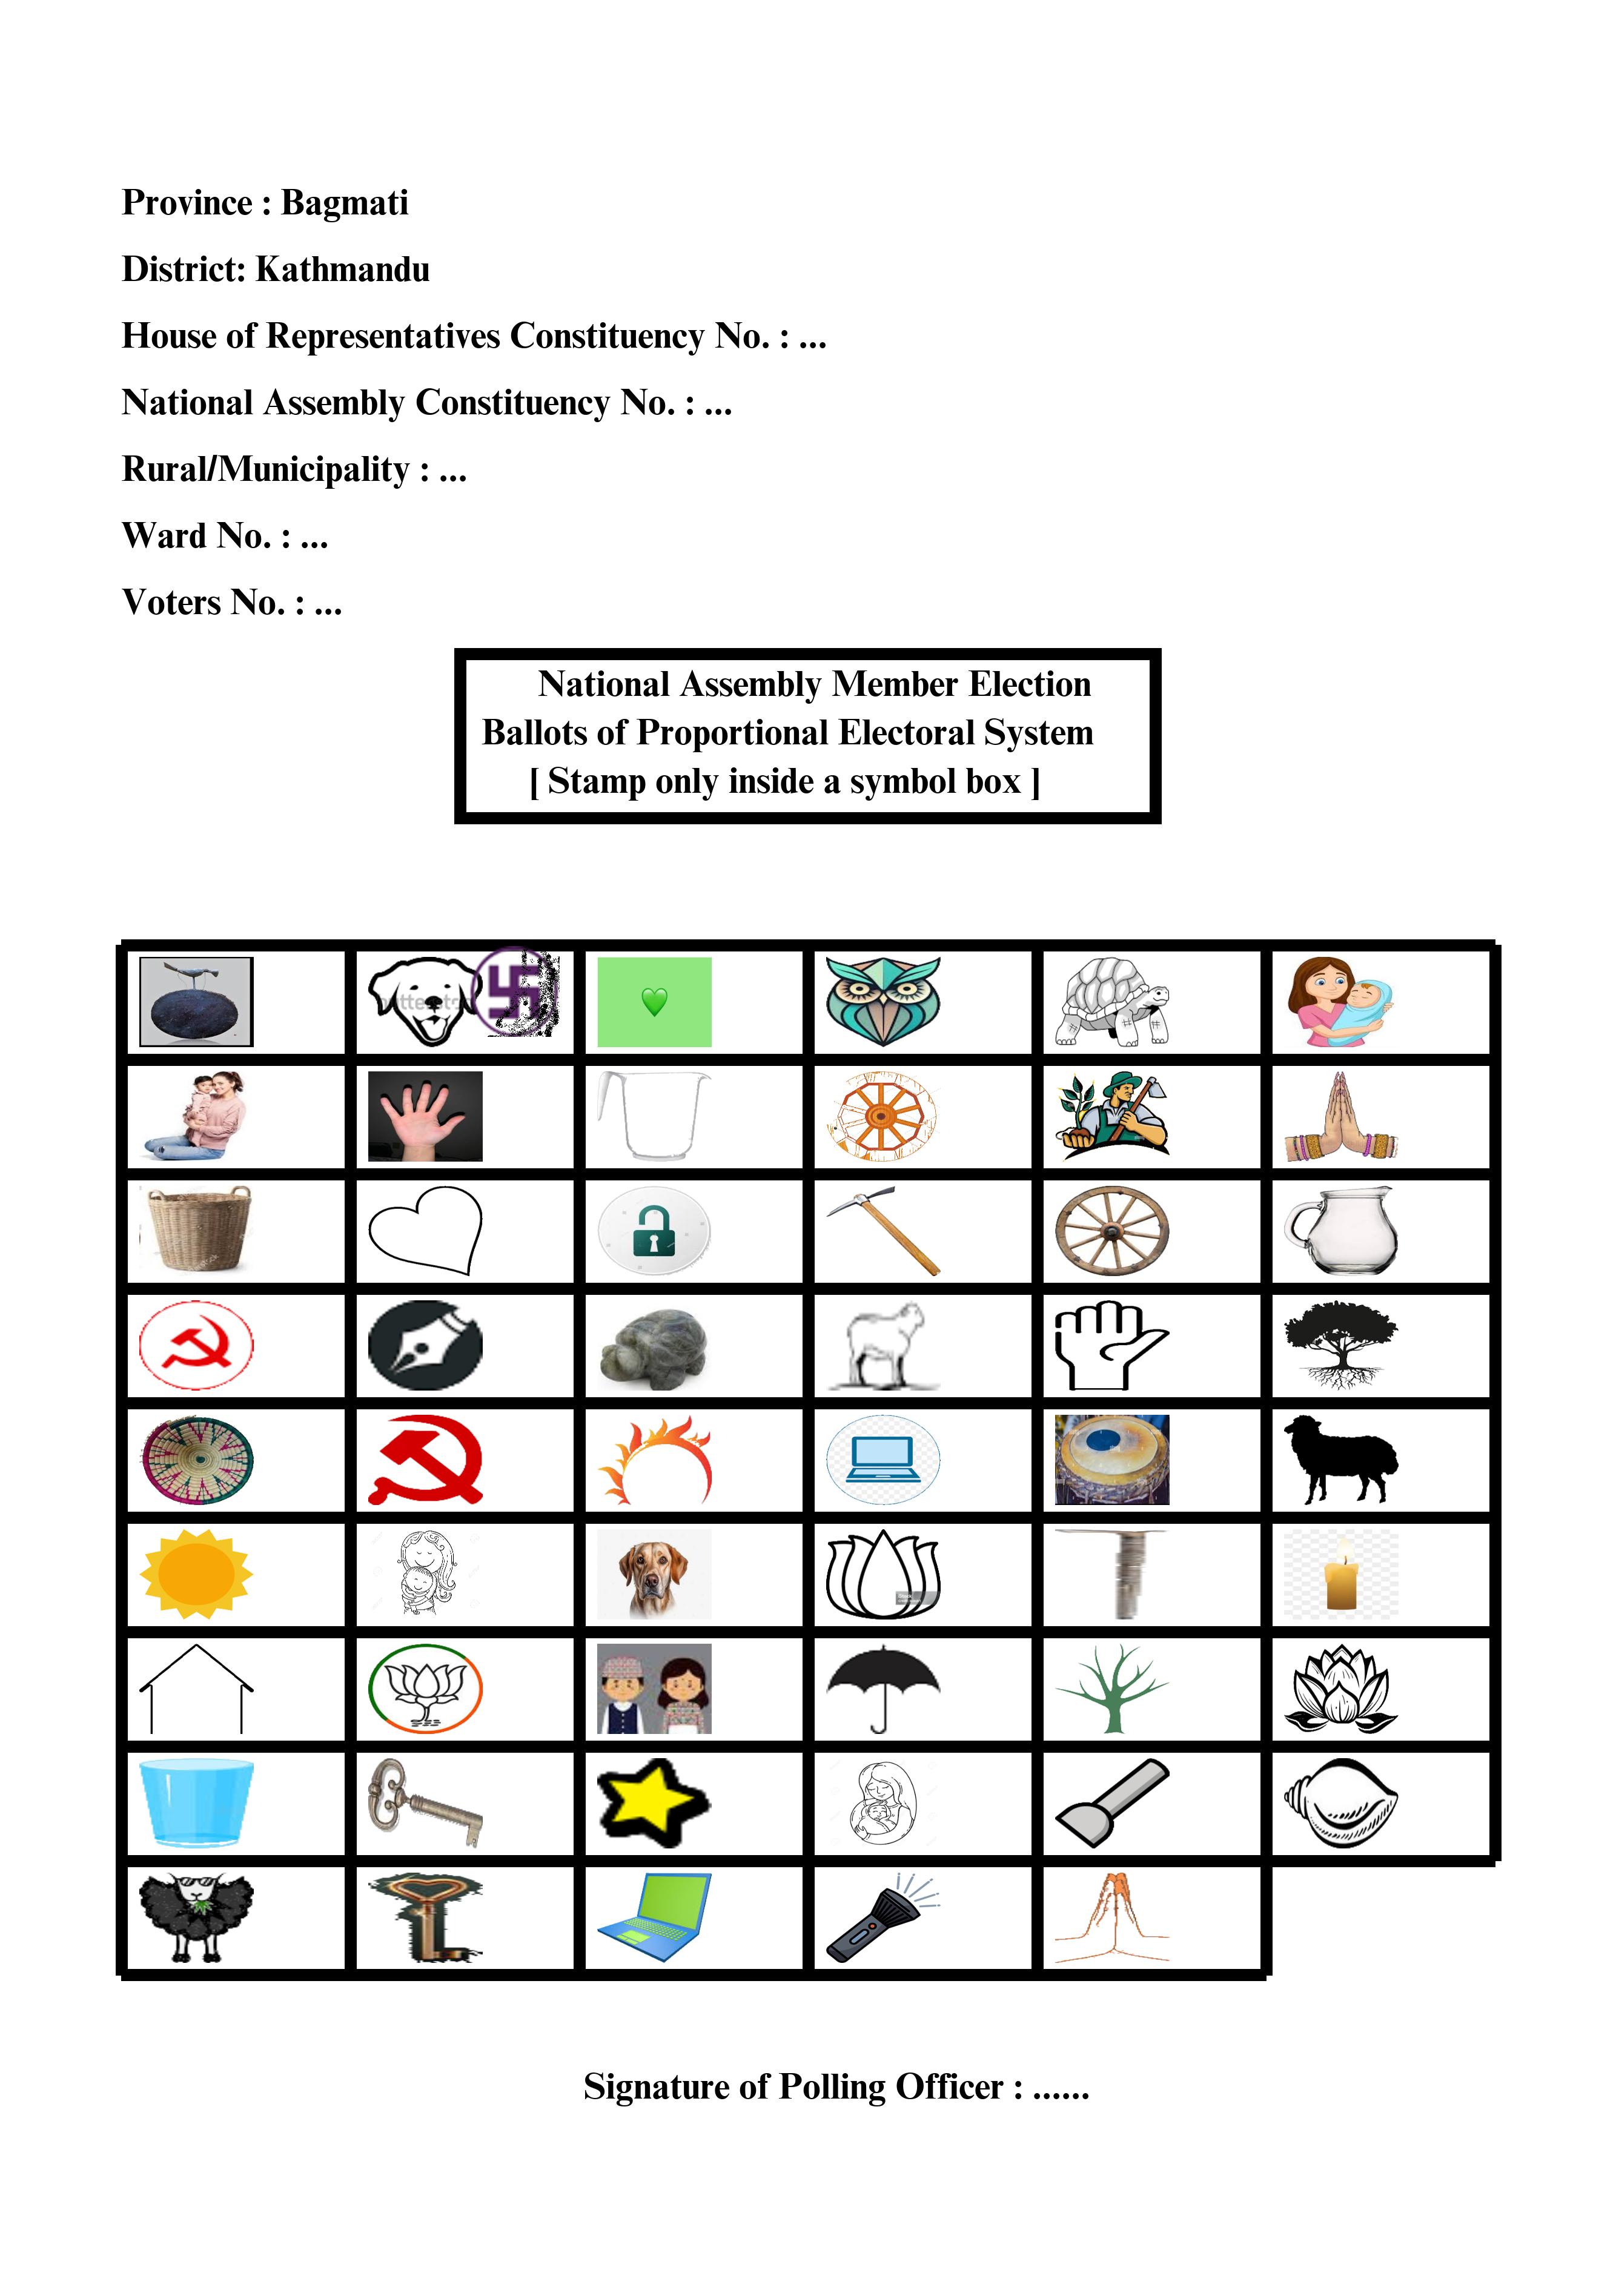 Province : Bagmati
District: Kathmandu
House of Representatives Constituency No. : ...
National Assembly Constituency No. : ...
Rural/Municipality : ...
Ward No. : ...
Voters No. : ...
National Assembly Member Election
Ballots of Proportional Electoral System
[ Stamp only inside a symbol box ]
Signature of Polling Officer : ......